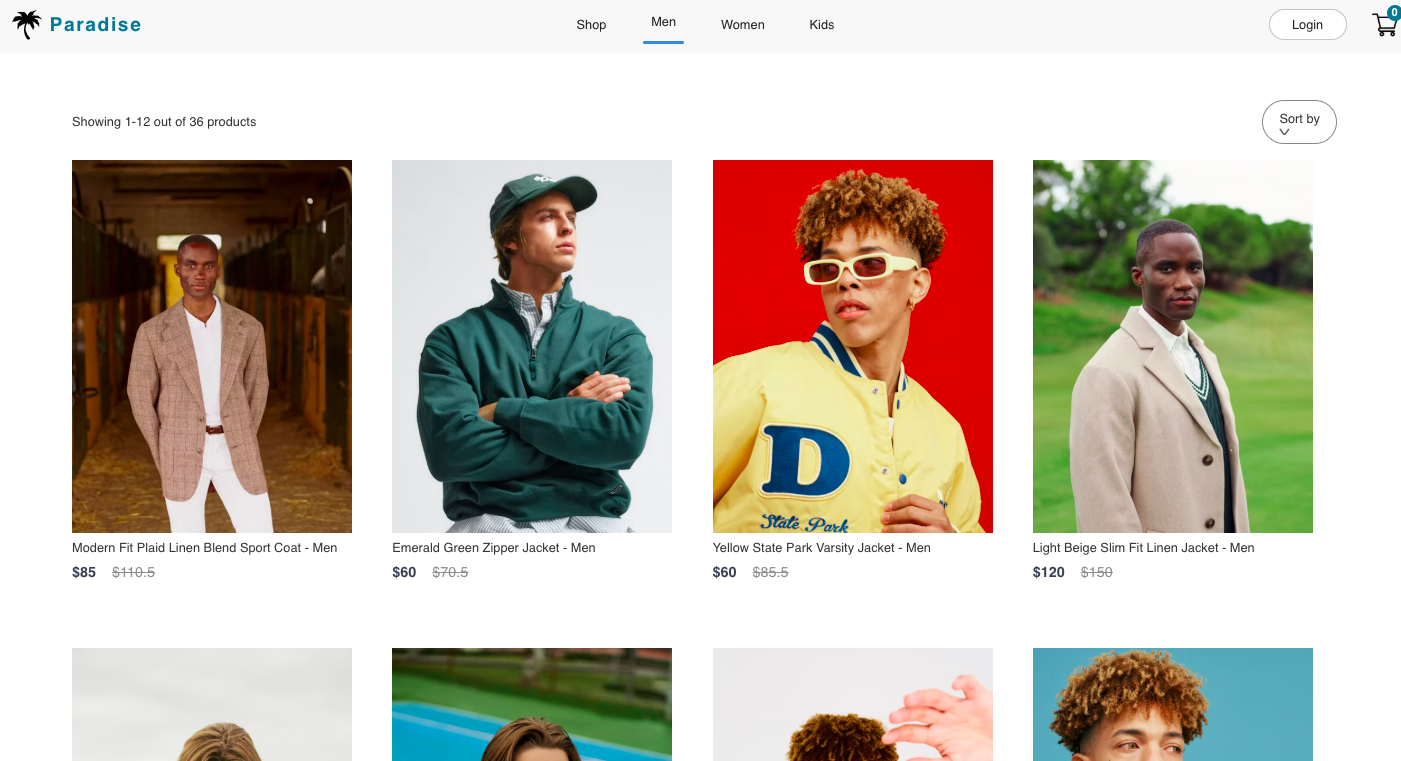 Paradise
Shop
Men
Women
Kids
Login
0
Showing 1-12 out of 36 products
Sort by
D
State Park
Modern Fit Plaid Linen Blend Sport Coat - Men
$85 $110.5
Emerald Green Zipper Jacket - Men
$60 $70.5
Yellow State Park Varsity Jacket - Men
$60 $85.5
Light Beige Slim Fit Linen Jacket - Men
$120 $150